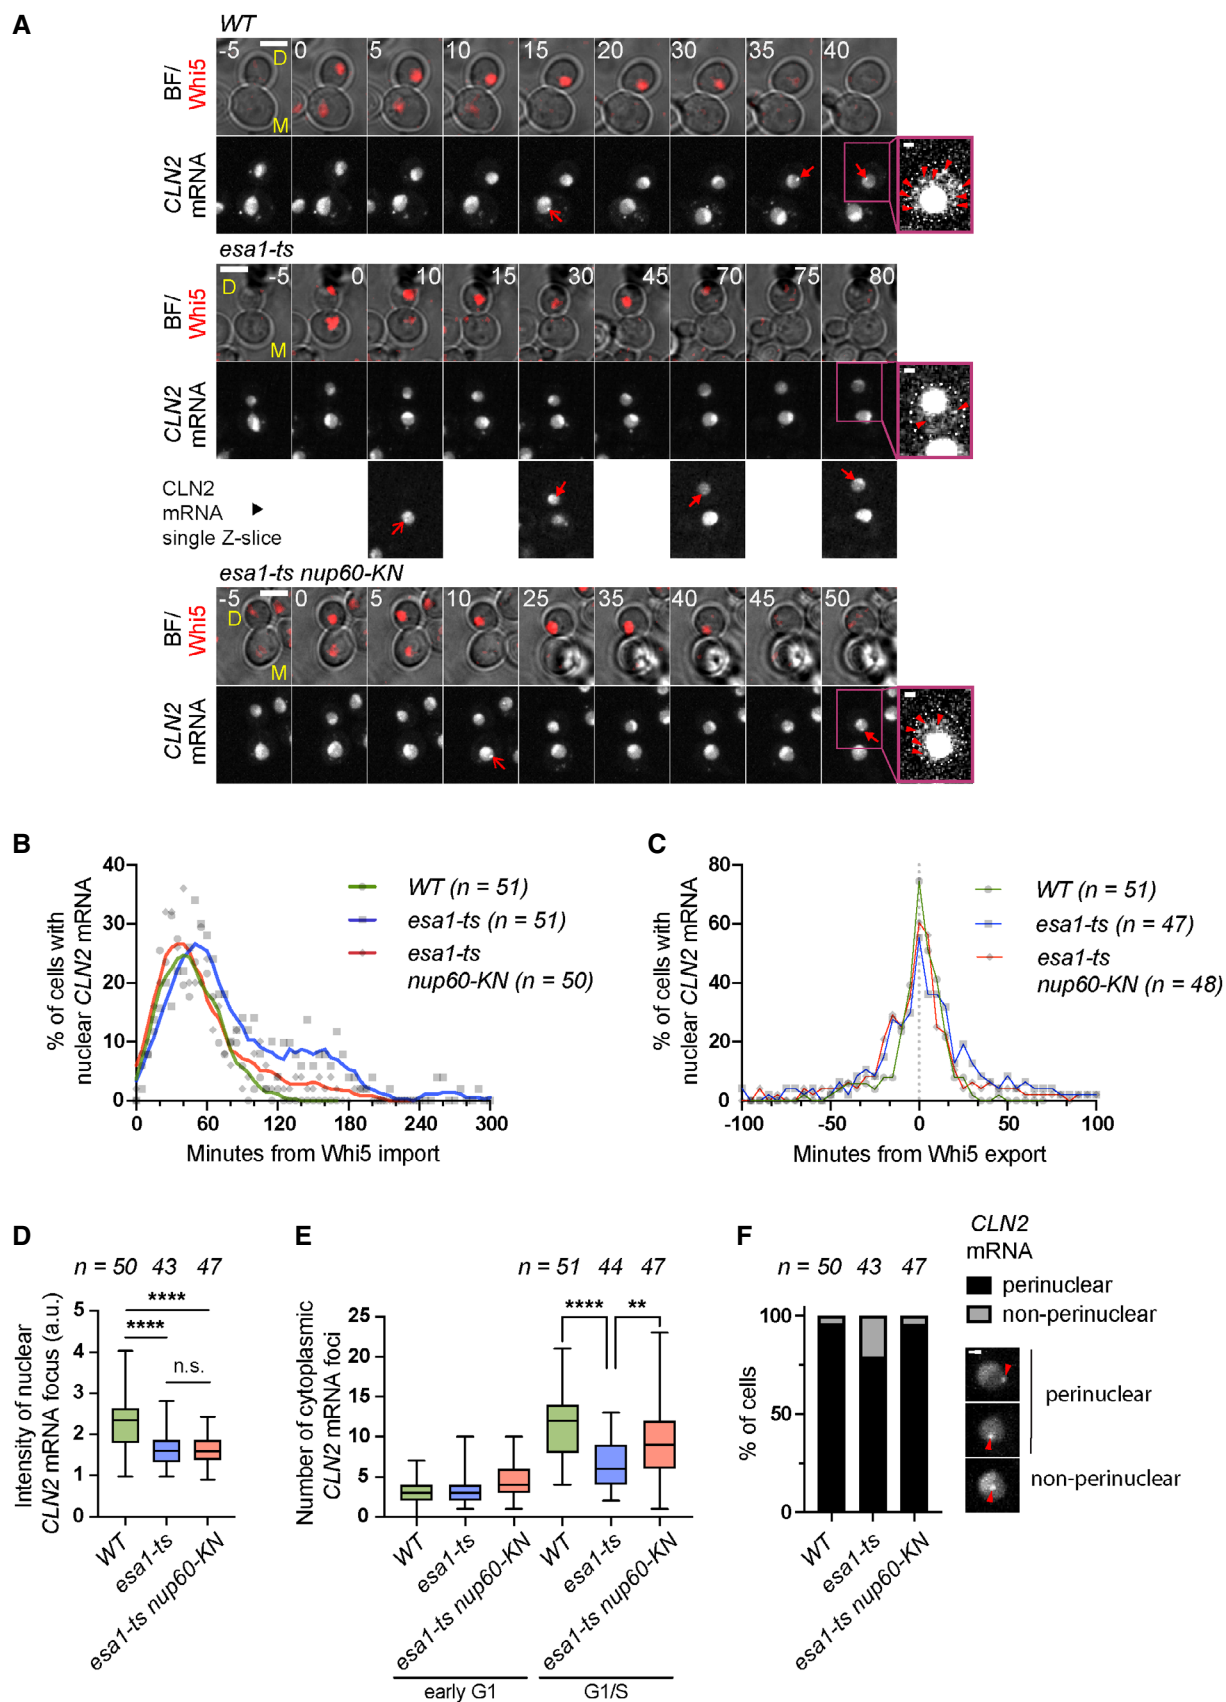 A
WT
BF/
Whi5
-5 0 5 10 15 20 30 35 40
D
M
CLN2
mRNA
esa1-ts
BF/
Whi5
-5 0 10 15 30 45 70 75 80
D
M
CLN2
mRNA
CLN2
mRNA
single Z-slice
esa1-ts nup60-KN
BF/
Whi5
-5 0 5 10 25 35 40 45 50
D
M
CLN2
mRNA
B
% of cells with
nuclear CLN2 mRNA
40
30
20
10
0
0 60 120 180 240 300
Minutes from Whi5 import
WT (n = 51)
esa1-ts (n = 51)
esa1-ts
nup60-KN (n = 50)
C
% of cells with
nuclear CLN2 mRNA
80
60
40
20
0
-100 -50 0 50 100
Minutes from Whi5 export
WT (n = 51)
esa1-ts (n = 47)
esa1-ts
nup60-KN (n = 48)
D
n = 50 43 47
Intensity of nuclear
CLN2 mRNA focus (a.u.)
5
4
3
2
1
0
****
****
n.s.
WT
esa1-ts
esa1-ts nup60-KN
E
n = 51 44 47
Number of cytoplasmic
CLN2 mRNA foci
25
20
15
10
5
0
**** **
WT
esa1-ts
esa1-ts nup60-KN
WT
esa1-ts
esa1-ts nup60-KN
early G1
G1/S
F
n = 50 43 47
% of cells
100
50
0
WT
esa1-ts
esa1-ts nup60-KN
CLN2
mRNA
perinuclear
non-perinuclear
perinuclear
non-perinuclear